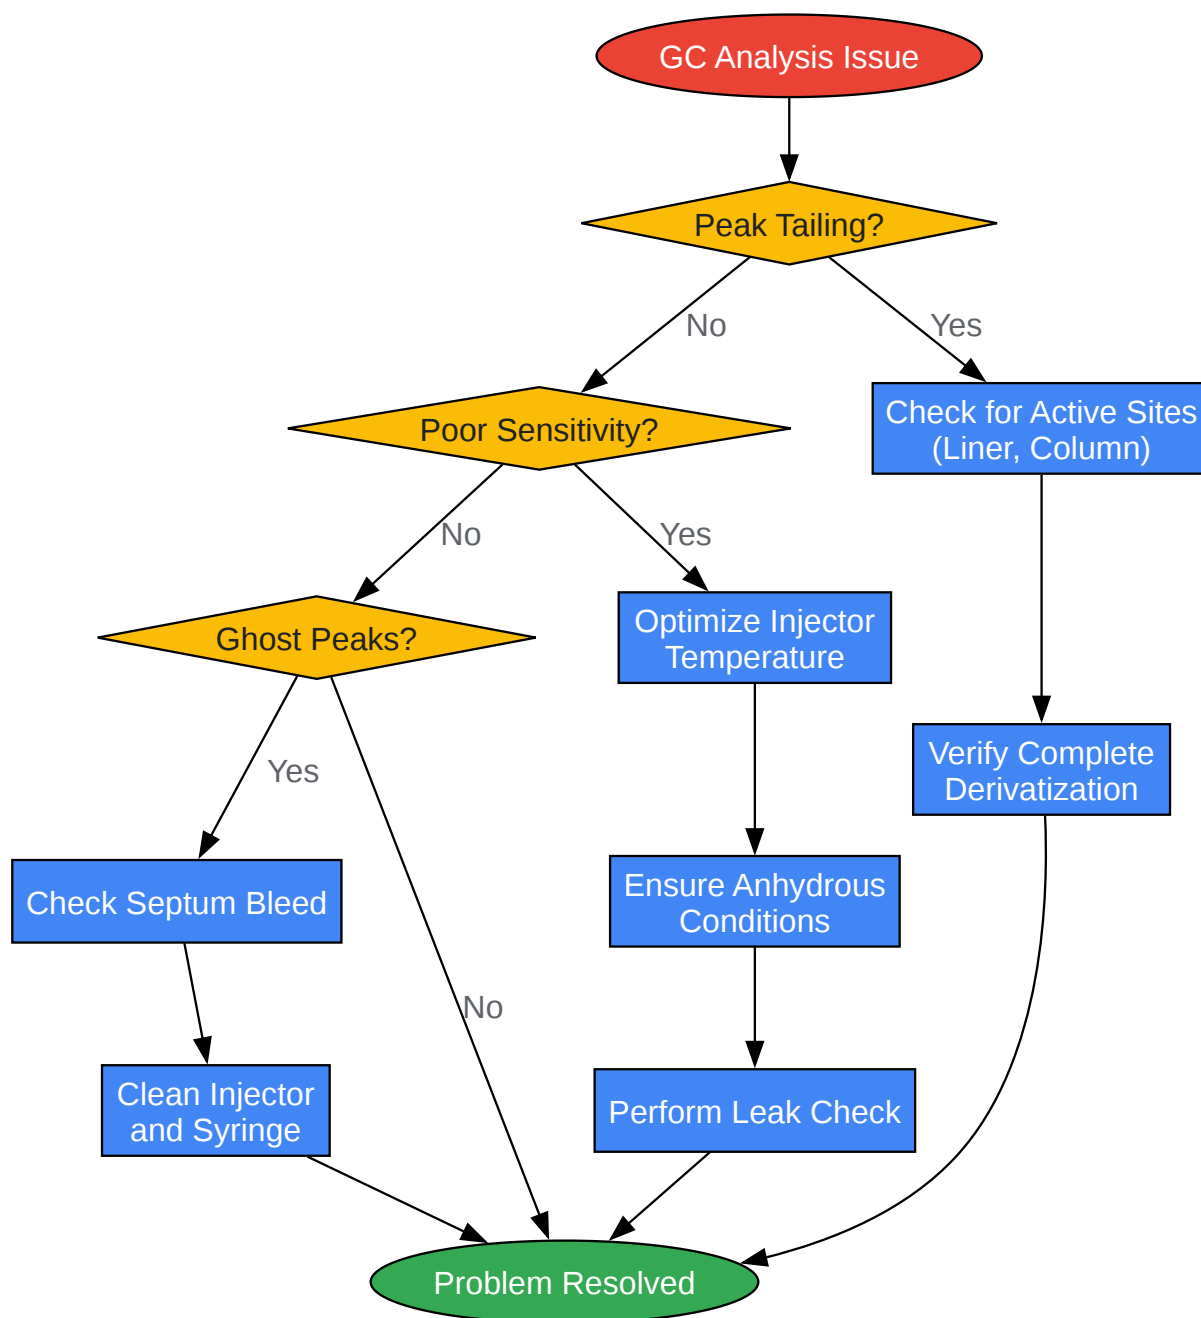 GC Analysis Issue
Peak Tailing?
No
Yes
Poor Sensitivity?
Check for Active Sites
(Liner, Column)
No
Yes
Ghost Peaks?
Optimize Injector
Temperature
Verify Complete
Derivatization
Yes
Check Septum Bleed
Ensure Anhydrous
Conditions
No
Clean Injector
and Syringe
Perform Leak Check
Problem Resolved